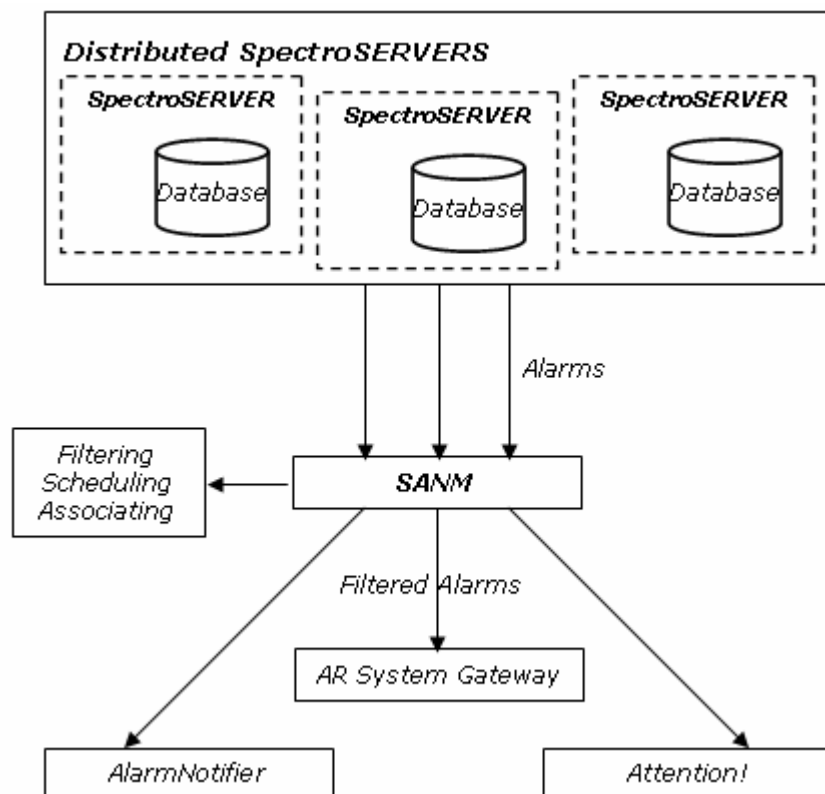 Distributed SpectroSERVERS
SpectroSERVER
SpectroSERVER
SpectroSERVER
Database
Database
Database
Alarms
Filtering
Scheduling
Associating
SANM
Filtered Alarms
AR System Gateway
AlarmNotifier
Attention!